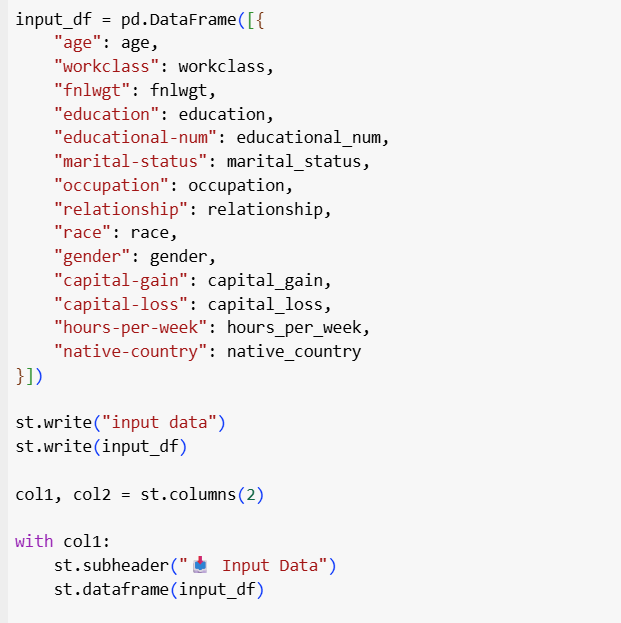 input_df = pd.DataFrame([{
    "age": age,
    "workclass": workclass,
    "fnlwgt": fnlwgt,
    "education": education,
    "educational-num": educational_num,
    "marital-status": marital_status,
    "occupation": occupation,
    "relationship": relationship,
    "race": race,
    "gender": gender,
    "capital-gain": capital_gain,
    "capital-loss": capital_loss,
    "hours-per-week": hours_per_week,
    "native-country": native_country
}])

st.write("input data")
st.write(input_df)

col1, col2 = st.columns(2)

with col1:
    st.subheader("📥 Input Data")
    st.dataframe(input_df)